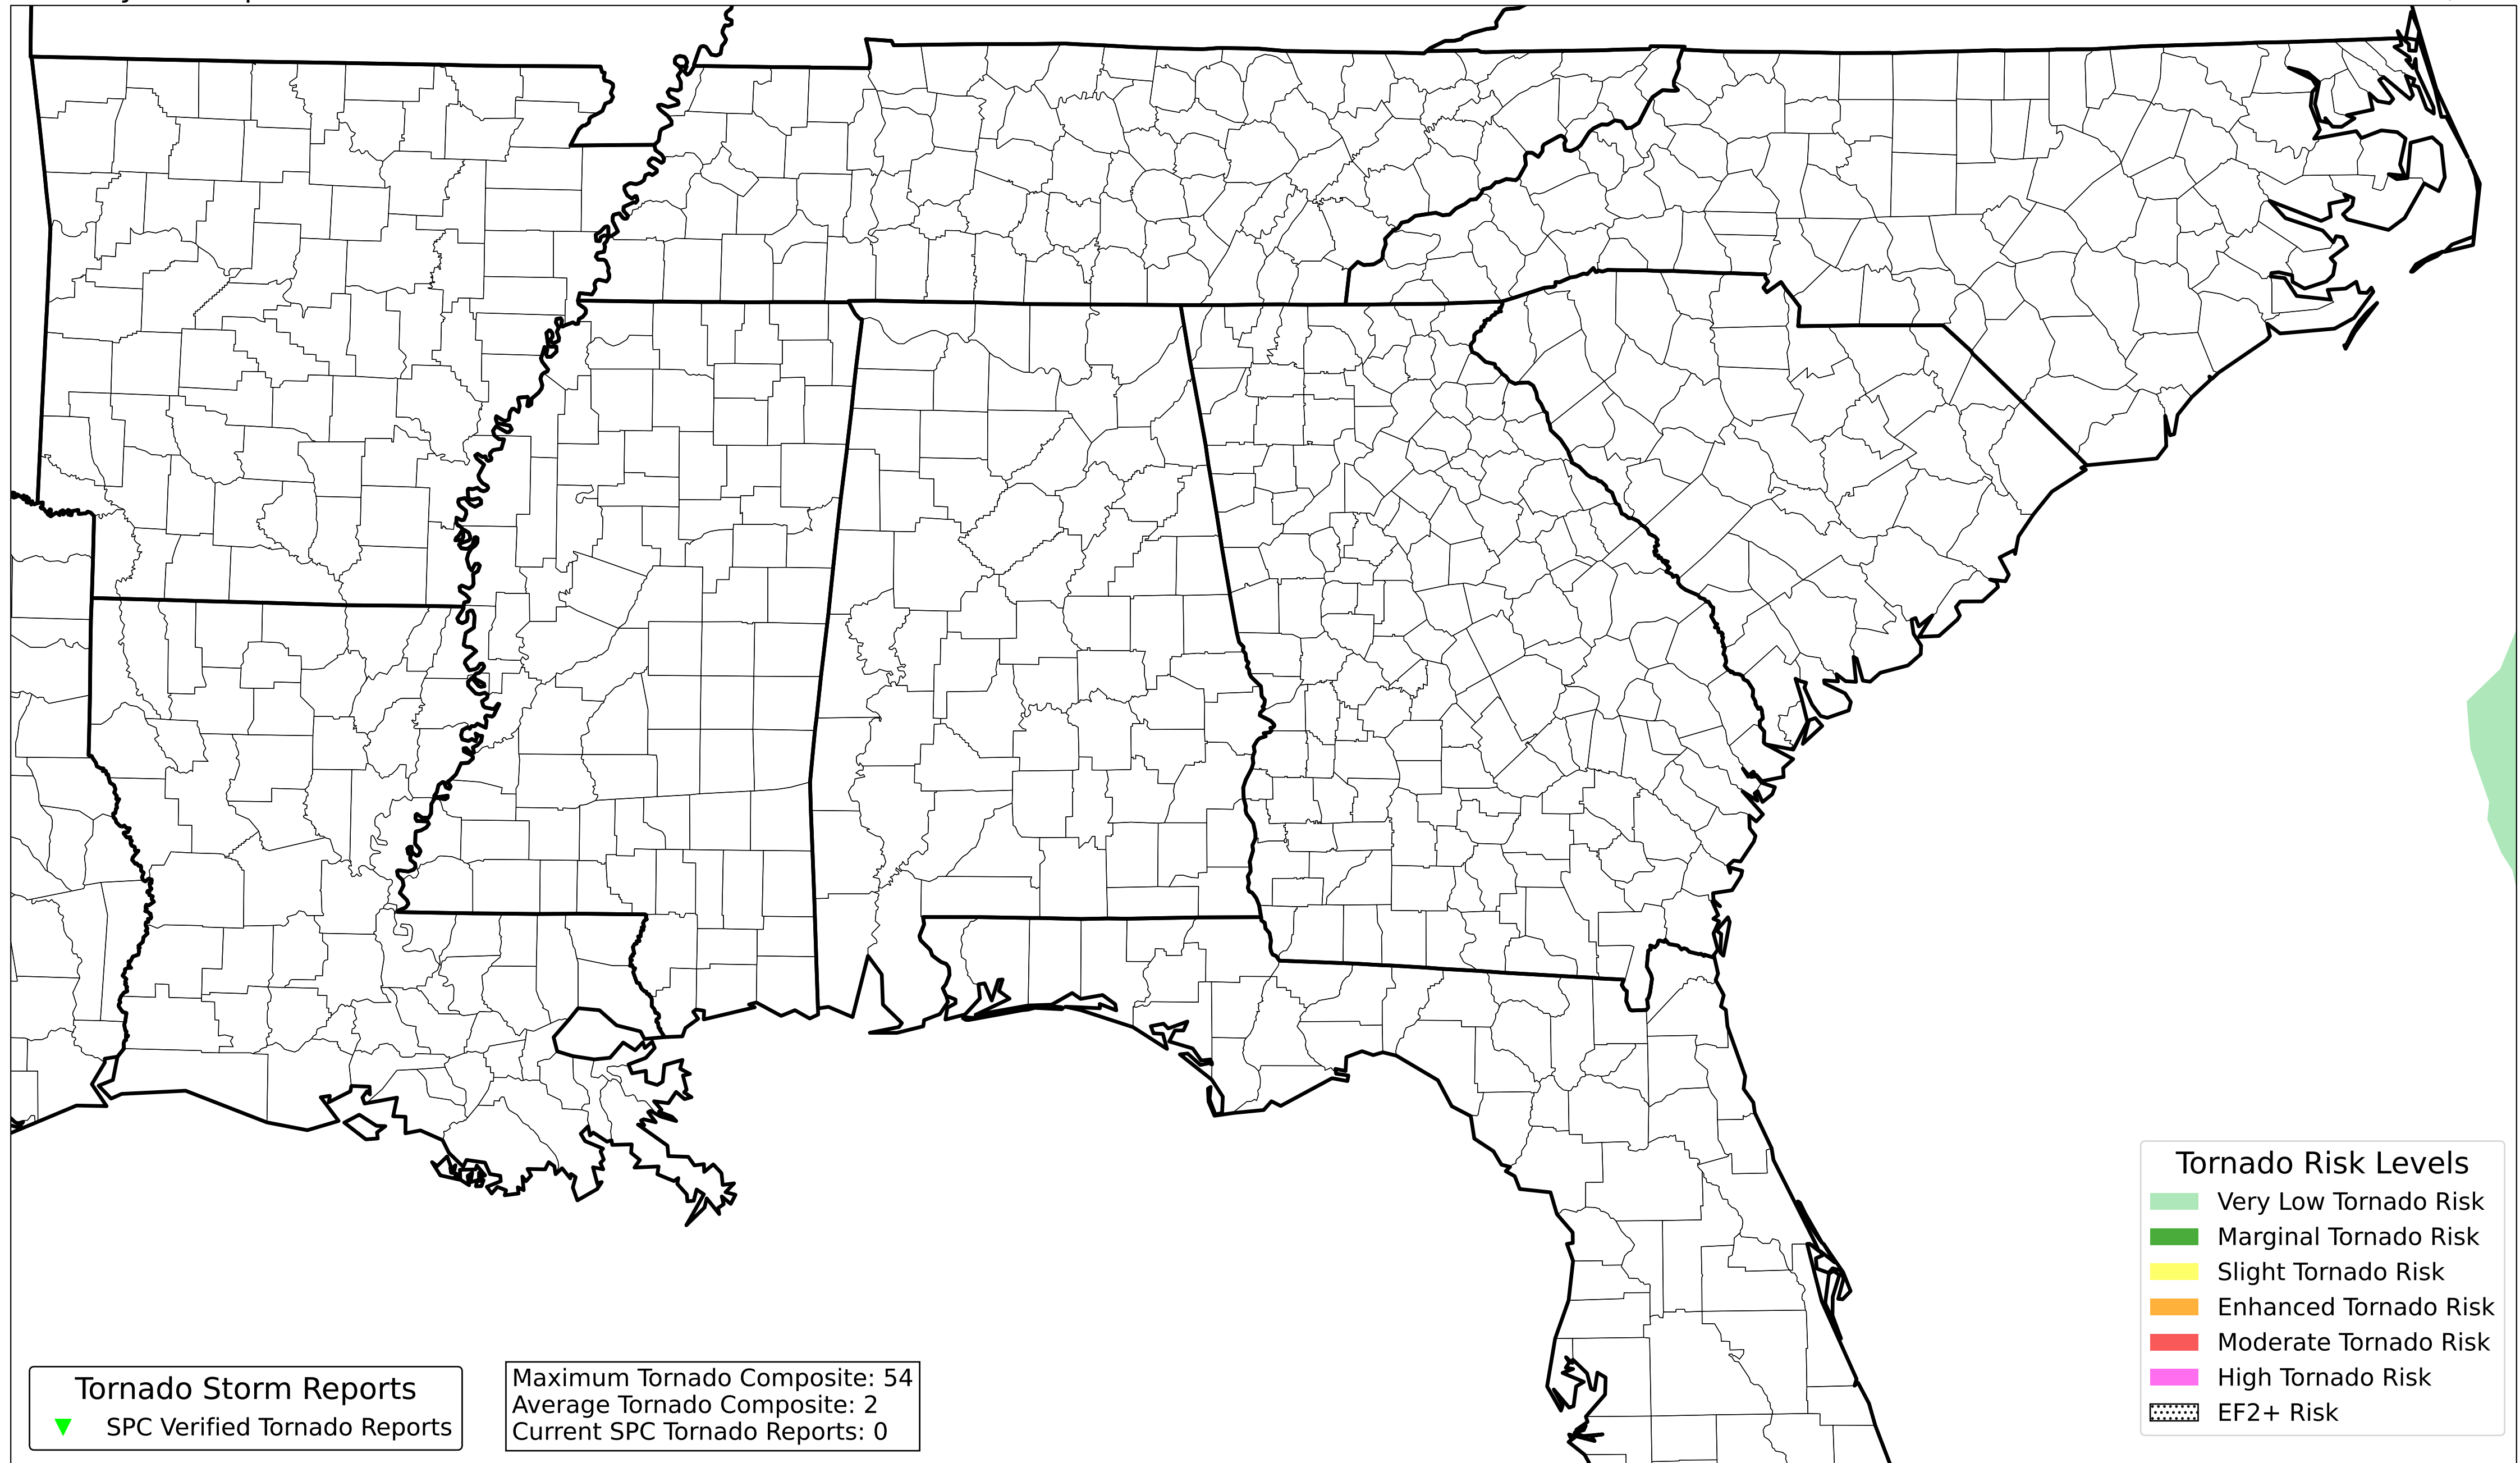 Tornado Risk Levels
Very Low Tornado Risk
Marginal Tornado Risk
Slight Tornado Risk
Enhanced Tornado Risk
Moderate Tornado Risk
High Tornado Risk
EF2+ Risk
Tornado Storm Reports
SPC Verified Tornado Reports
Maximum Tornado Composite: 54
Average Tornado Composite: 2
Current SPC Tornado Reports: 0